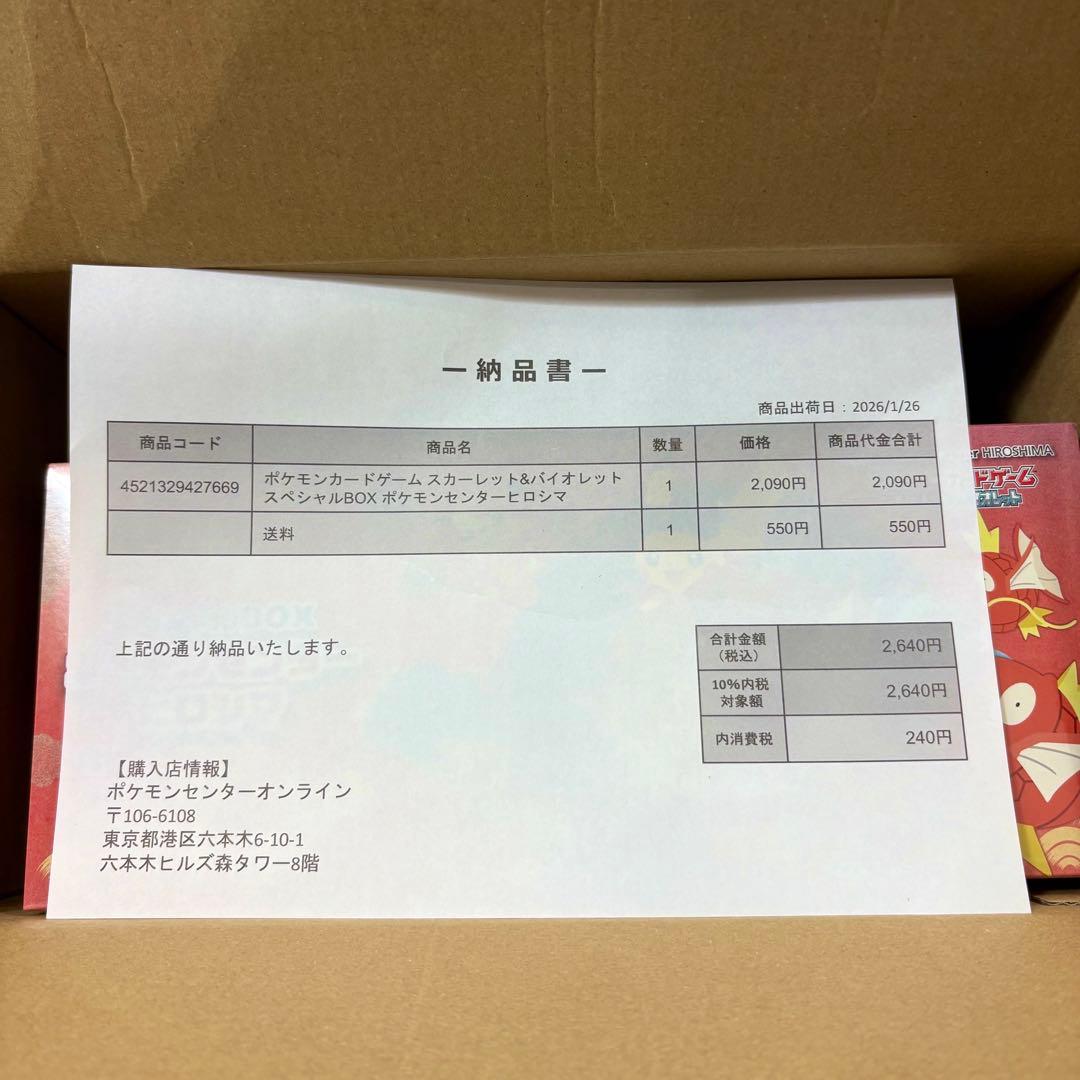 ー納品書ー
商品出荷日：2026/1/26
商品コード 商品名 数量 価格 商品代金合計
4521329427669 ポケモンカードゲーム スカーレット&バイオレット
スペシャルBOX ポケモンセンターヒロシマ 1 2,090円 2,090円
送料 1 550円 550円
上記の通り納品いたします。
合計金額
（税込） 2,640円
10%内税
対象額 2,640円
内消費税 240円
【購入店情報】
ポケモンセンターオンライン
〒106-6108
東京都港区六本木6-10-1
六本木ヒルズ森タワー8階
HIROSHIMA
ドゲーム